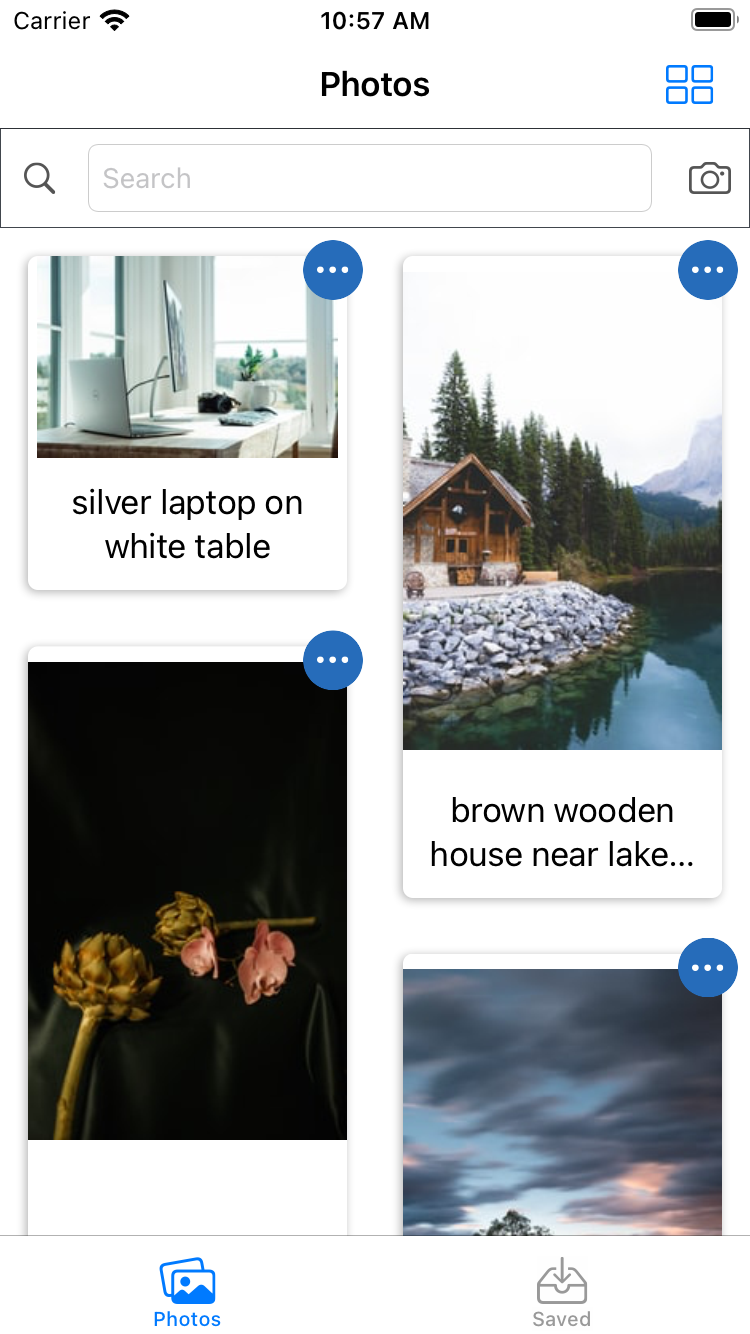 Carrier
10:57 AM
Photos
Search
silver laptop on
white table
brown wooden
house near lake...
Photos
Saved